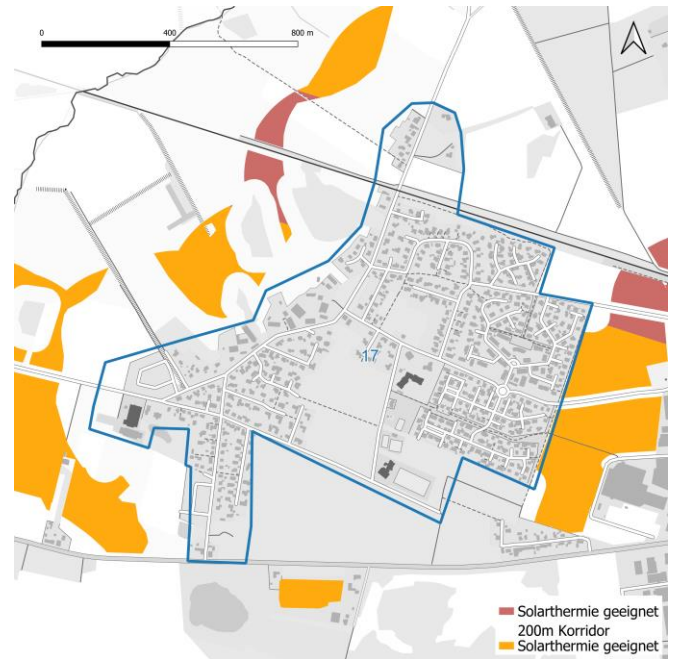 0 400 800 m
17
Solarthermie geeignet
200m Korridor
Solarthermie geeignet